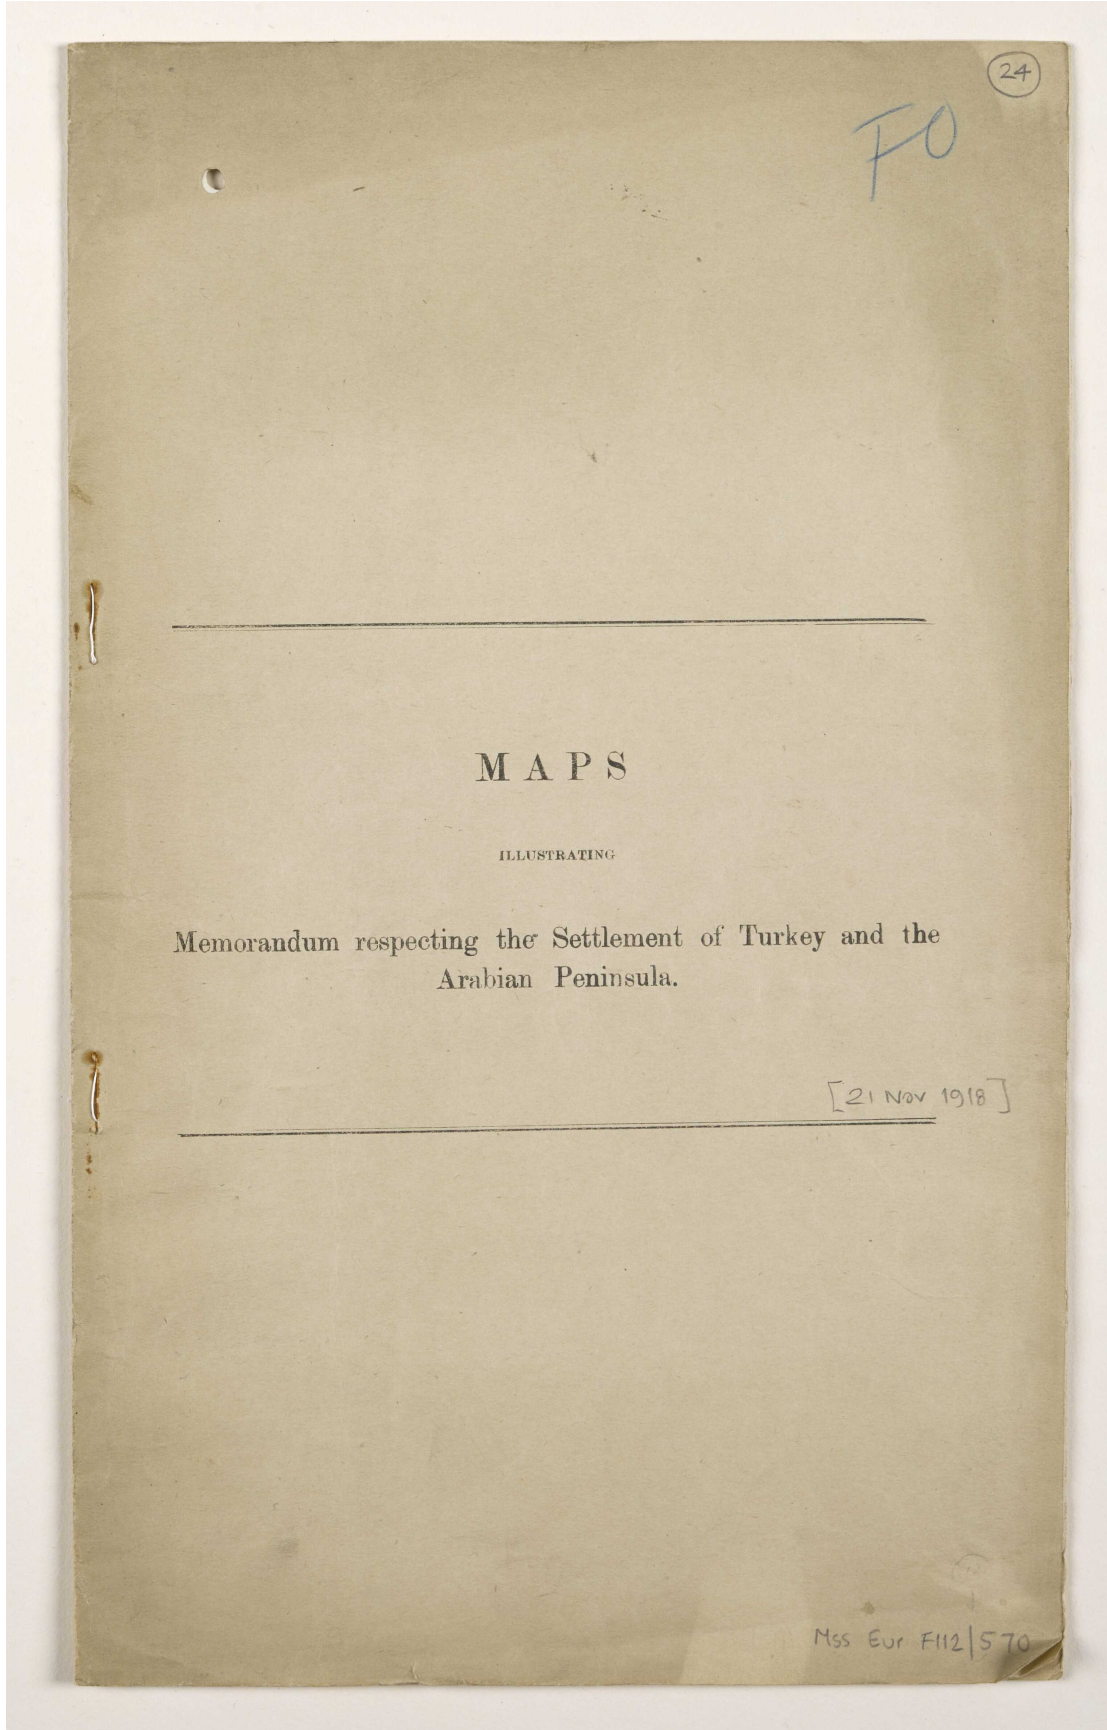 24
FO
MAPS
ILLUSTRATING
Memorandum respecting the Settlement of Turkey and the
Arabian Peninsula.
[21 Nov 1918]
Mss Eur F112/570